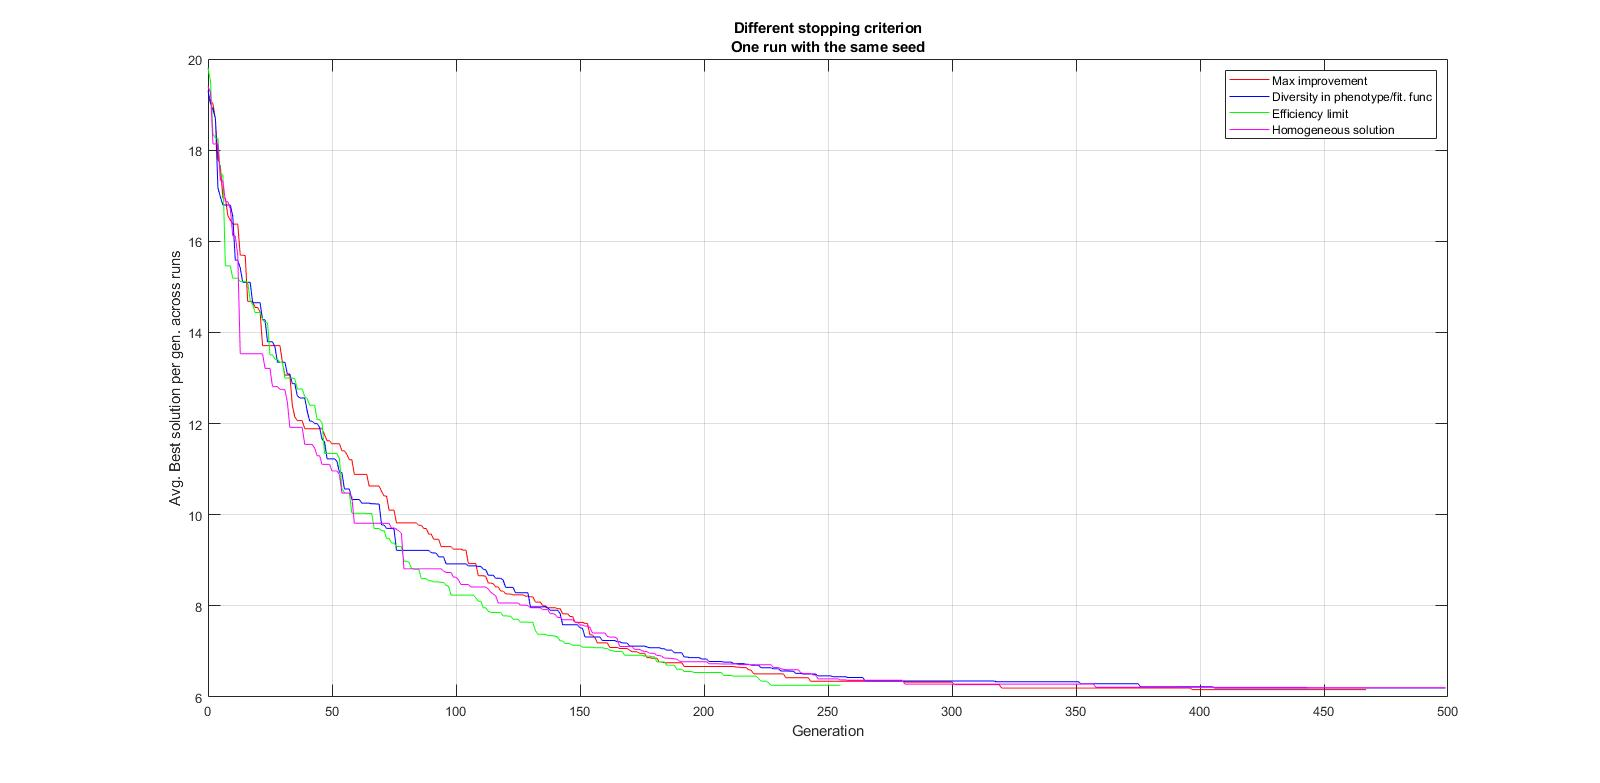 Different stopping criterion
One run with the same seed
Max improvement
Diversity in phenotype/fit. func
Efficiency limit
Homogeneous solution
Avg. Best solution per gen. across runs
20
18
16
14
12
10
8
6
0 50 100 150 200 250 300 350 400 450 500
Generation